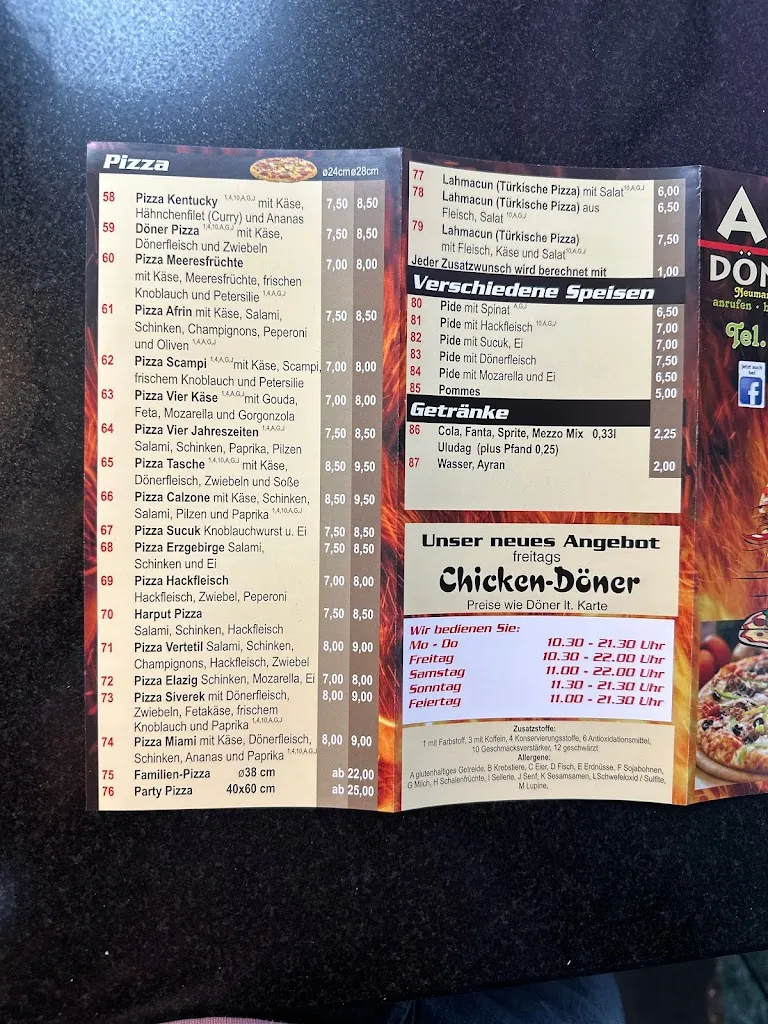 Pizza
ø24cm ø28cm
58 Pizza Kentucky 1,4,10,A,G,J mit Käse, 7,50 8,50
Hähnchenfilet (Curry) und Ananas
59 Döner Pizza 1,4,10,A,G,J mit Käse, 7,50 8,50
Dönerfleisch und Zwiebeln
60 Pizza Meeresfrüchte 7,00 8,00
mit Käse, Meeresfrüchte, frischen
Knoblauch und Petersilie 1,4,A,G,J
61 Pizza Afrin mit Käse, Salami, 7,50 8,50
Schinken, Champignons, Peperoni
und Oliven 1,4,A,G,J
62 Pizza Scampi 1,4,A,G,J mit Käse, Scampi, 7,00 8,00
frischem Knoblauch und Petersilie
63 Pizza Vier Käse 1,4,A,G,J mit Gouda, 7,00 8,00
Feta, Mozarella und Gorgonzola
64 Pizza Vier Jahreszeiten 1,4,A,G,J 7,50 8,50
Salami, Schinken, Paprika, Pilzen
65 Pizza Tasche 1,4,10,A,G,J mit Käse, 8,50 9,50
Dönerfleisch, Zwiebeln und Soße
66 Pizza Calzone mit Käse, Schinken, 8,50 9,50
Salami, Pilzen und Paprika 1,4,10,A,G,J
67 Pizza Sucuk Knoblauchwurst u. Ei 7,50 8,50
68 Pizza Erzgebirge Salami, 7,50 8,50
Schinken und Ei
69 Pizza Hackfleisch 7,00 8,00
Hackfleisch, Zwiebel, Peperoni
70 Harput Pizza 7,50 8,50
Salami, Schinken, Hackfleisch
71 Pizza Vertetil Salami, Schinken, 8,00 9,00
Champignons, Hackfleisch, Zwiebel
72 Pizza Elazig Schinken, Mozarella, Ei 7,00 8,00
73 Pizza Siverek mit Dönerfleisch, 8,00 9,00
Zwiebeln, Fetakäse, frischem
Knoblauch und Paprika 1,4,10,A,G,J
74 Pizza Miami mit Käse, Dönerfleisch, 8,00 9,00
Schinken, Ananas und Paprika 1,4,10,A,G,J
75 Familien-Pizza ø38 cm ab 22,00
76 Party Pizza 40x60 cm ab 25,00
77 Lahmacun (Türkische Pizza) mit Salat 10,A,G,J 6,00
78 Lahmacun (Türkische Pizza) aus 6,50
Fleisch, Salat 10,A,G,J
79 Lahmacun (Türkische Pizza) 7,50
mit Fleisch, Käse und Salat A,G,J
Jeder Zusatzwunsch wird berechnet mit 1,00
Verschiedene Speisen
80 Pide mit Spinat A,G,J 6,50
81 Pide mit Hackfleisch 10,A,G,J 7,00
82 Pide mit Sucuk, Ei 7,00
83 Pide mit Dönerfleisch 7,50
84 Pide mit Mozarella und Ei 6,50
85 Pommes 5,00
Getränke
86 Cola, Fanta, Sprite, Mezzo Mix 0,33l 2,25
Uludag (plus Pfand 0,25)
87 Wasser, Ayran 2,00
Unser neues Angebot
freitags
Chicken-Döner
Preise wie Döner lt. Karte
Wir bedienen Sie:
Mo - Do 10.30 - 21.30 Uhr
Freitag 10.30 - 22.00 Uhr
Samstag 11.00 - 22.00 Uhr
Sonntag 11.30 - 21.30 Uhr
Feiertag 11.00 - 21.30 Uhr
Zusatzstoffe:
1 mit Farbstoff, 3 mit Koffein, 4 Konservierungsstoffe, 6 Antioxidationsmittel,
10 Geschmacksverstärker, 12 geschwärzt
Allergene:
A glutenhaltiges Getreide, B Krebstiere, C Eier, D Fisch, E Erdnüsse, F Sojabohnen,
G Milch, H Schalenfrüchte, I Sellerie, J Senf, K Sesamsamen, LSchwefeloxid / Sulfite,
M Lupine,
A
DÖN
Neumar
anrufen · b
Tel.
jetzt auch
bei
f